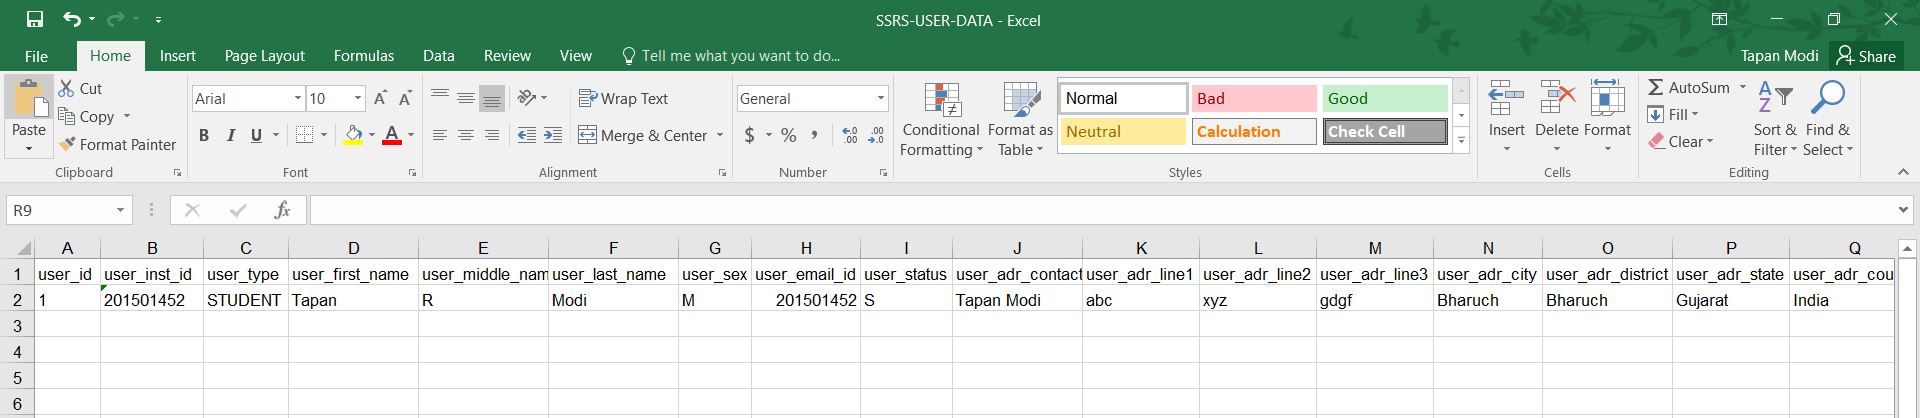 SSRS-USER-DATA - Excel
File Home Insert Page Layout Formulas Data Review View Tell me what you want to do... Tapan Modi Share
Paste
Cut
Copy
Format Painter
Clipboard
Arial 10 A A
B I U A
Font
Wrap Text
Merge & Center
Alignment
General
$ % , .0 .00 .00 .0
Number
Conditional Formatting
Format as Table
Normal Bad Good
Neutral Calculation Check Cell
Styles
Insert Delete Format
Cells
AutoSum
Fill
Clear
A Z
Sort & Filter
Find & Select
Editing
R9 fx
A B C D E F G H I J K L M N O P Q
1 user_id user_inst_id user_type user_first_name user_middle_nam user_last_name user_sex user_email_id user_status user_adr_contact user_adr_line1 user_adr_line2 user_adr_line3 user_adr_city user_adr_district user_adr_state user_adr_cou
2 1 201501452 STUDENT Tapan R Modi M 201501452 S Tapan Modi abc xyz gdgf Bharuch Bharuch Gujarat India
3
4
5
6